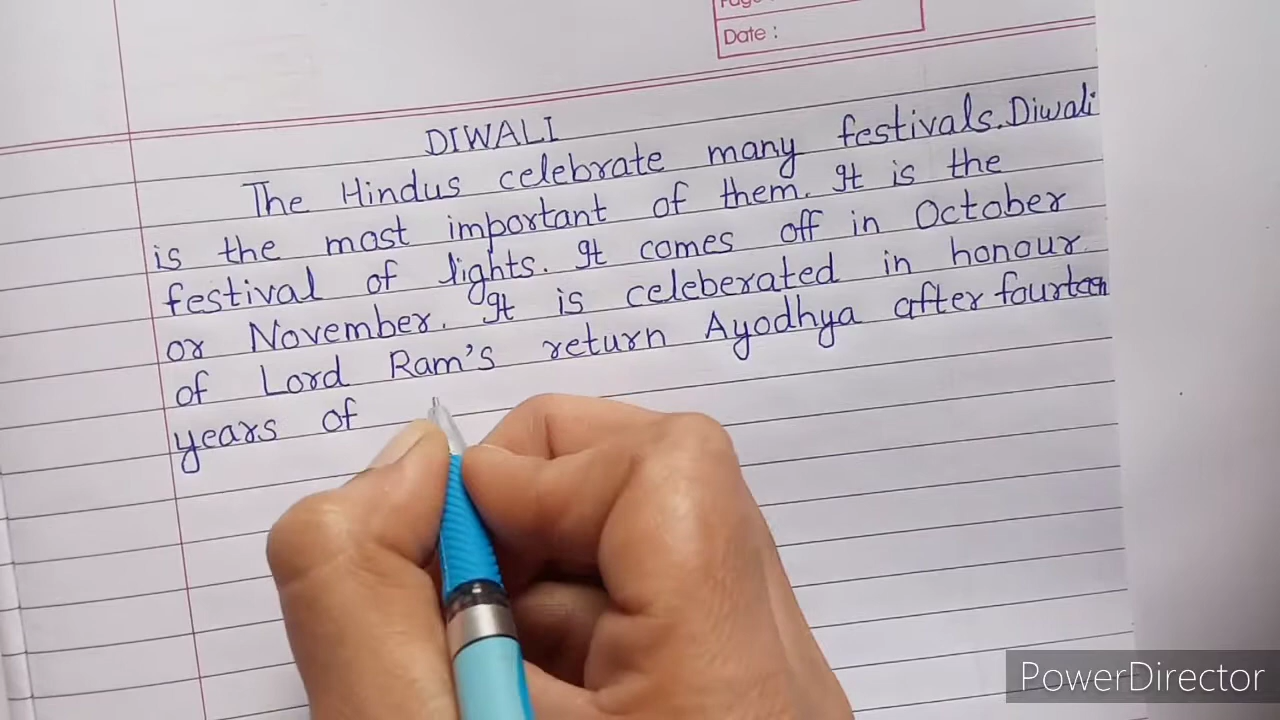 Date :
DIWALI
The Hindus celebrate many festivals. Diwali
is the most important of them. It is the
festival of lights. It comes off in October
or November. It is celeberated in honour
of Lord Ram's return Ayodhya after fourteen
years of
PowerDirector